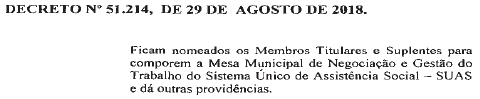 DECRETO Nº 51.214, DE 29 DE AGOSTO DE 2018.
Ficam nomeados os Membros Titulares e Suplentes para
comporem a Mesa Municipal de Negociação e Gestão do
Trabalho do Sistema Único de Assistência Social – SUAS
e dá outras providências.